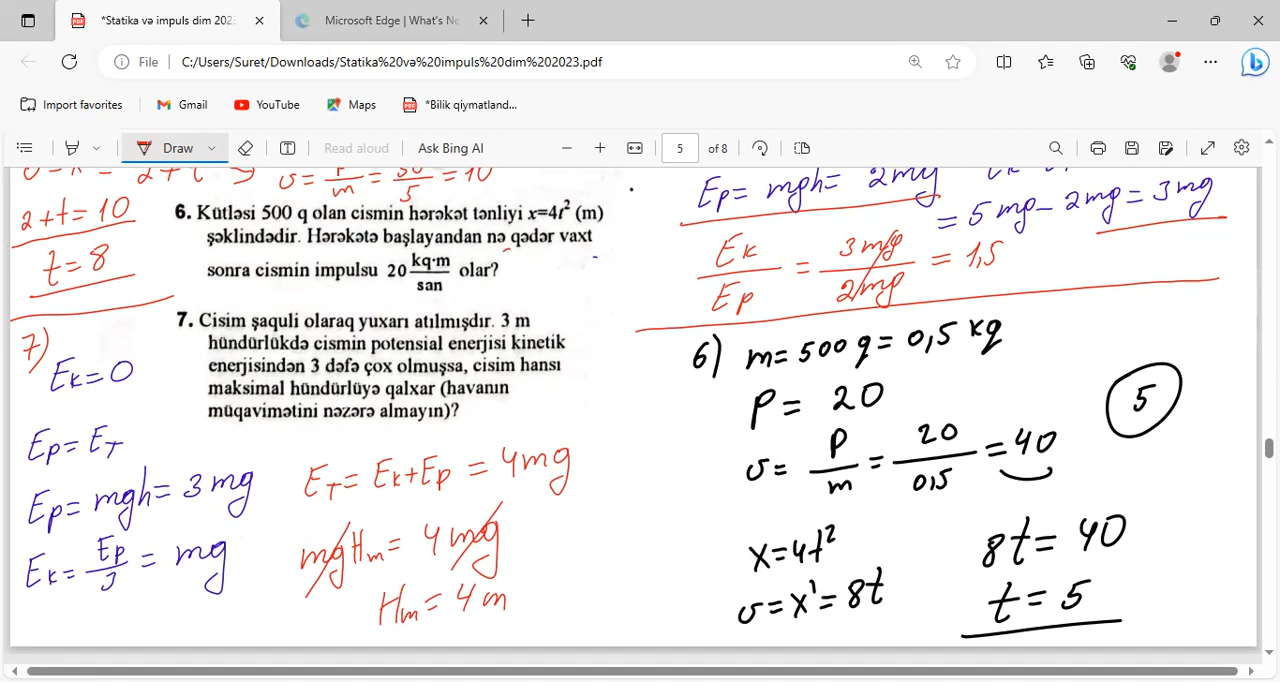 *Statika və impuls dim 202
Microsoft Edge | What's Ne
File
C:/Users/Suret/Downloads/Statika%20və%20impuls%20dim%202023.pdf
Import favorites
Gmail
YouTube
Maps
*Bilik qiymatland...
Draw
Read aloud
Ask Bing AI
5 of 8
= 10
2+t=10
t=8
6. Kütləsi 500 q olan cismin hərəkət tənliyi x=4t² (m)
şəklindədir. Hərəkətə başlayandan nə qədər vaxt
sonra cismin impulsu 20 kq·m/san olar?
7. Cisim şaquli olaraq yuxarı atılmışdır. 3 m
hündürlükdə cismin potensial enerjisi kinetik
enerjisindən 3 dəfə çox olmuşsa, cisim hansı
maksimal hündürlüyə qalxar (havanın
müqavimətini nəzərə almayın)?
7)
Ek=0
Ep=ET
Ep=mgh=3mg
Ek=Ep/3=mg
ET=Ek+Ep=4mg
mgHm=4mg
Hm=4m
Ep=mgh=2mg
=5mg-2mg=3mg
Ek/Ep=3mg/2mg=1,5
6) m=500q=0,5kq
P=20
υ=P/m=20/0,5=40
5
x=4t²
υ=x'=8t
8t=40
t=5